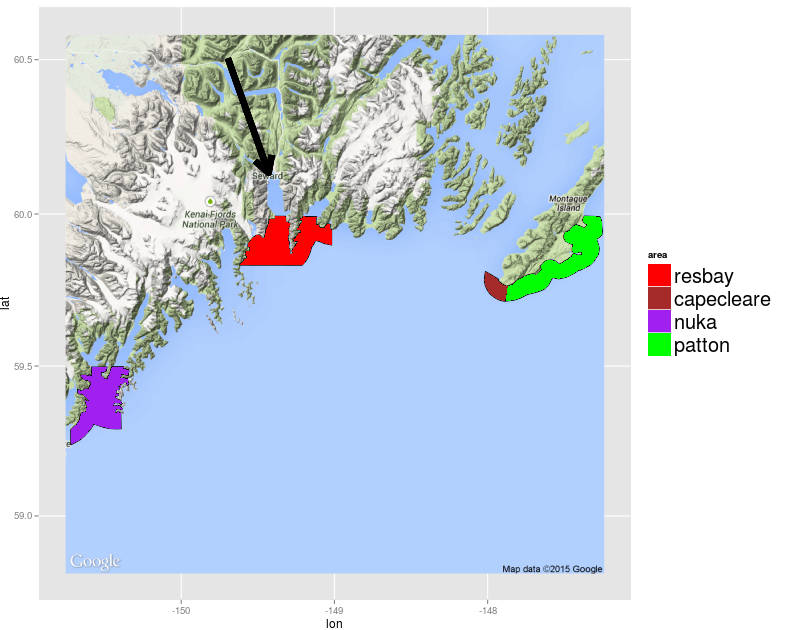 60.5
60.0
59.5
59.0
lat
Seward
Kenai Fjords
National Park
Montague
Island
e
Google
Map data ©2015 Google
-150
-149
-148
lon
area
resbay
capecleare
nuka
patton